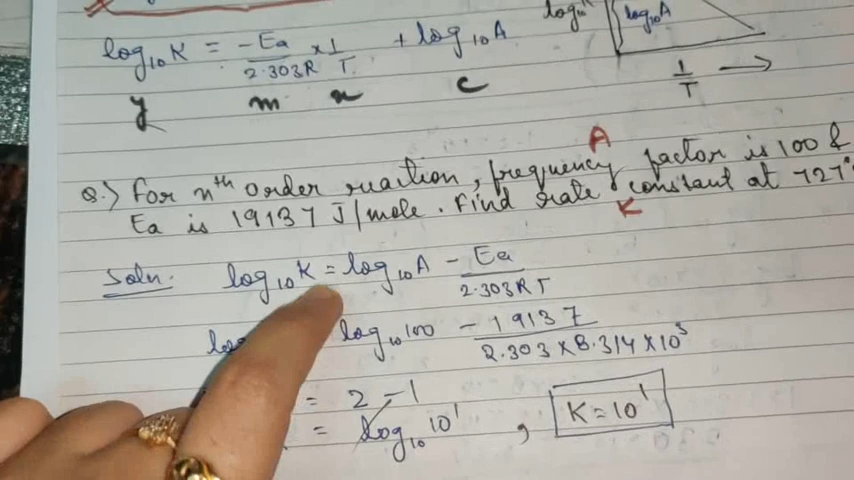 log₁₀A
log₁₀K = -Ea/2.303R × 1/T + log₁₀A
1/T →
y m x c
A
Q.) For nth order reaction, frequency factor is 100 &
Ea is 19137 J/mole. Find rate constant at 727°
K
Soln. log₁₀K = log₁₀A - Ea/2.303RT
log₁₀100 - 19137/2.303×8.314×10³
= 2 - 1
= log₁₀10¹ , K = 10¹